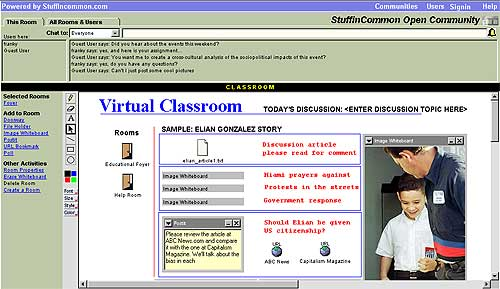 Powered by Stuffincommon.com
Communities Users Signin Help
This Room All Rooms & Users
StuffinCommon Open Community
Users here:
Chat to: Everyone
franky
Guest User
Guest User says: Did you hear about the events this weekend?
franky says: yes, and here is your assignment...
Guest User says: You want me to create a cross-cultural analysis of the sociopolitical impacts of this event?
franky says: yes, do you have any questions?
Guest User says: Can't I just post some cool pictures
CLASSROOM
Selected Rooms
Foyer
Add to Room
Doorway
File Holder
Image Whiteboard
Postit
URL Bookmark
Poll
Other Activities
Room Properties
Erase Whiteboard
Delete Room
Create a Room
A
Font
Size
Style
Color
Virtual Classroom
TODAY'S DISCUSSION: <ENTER DISCUSSION TOPIC HERE>
Rooms
Educational Foyer
Help Room
SAMPLE: ELIAN GONZALEZ STORY
elian_article1.txt
Discussion article
please read for comment
Image Whiteboard
Image Whiteboard
Image Whiteboard
Miami prayers against
Protests in the streets
Government response
Postit
Please review the article at
ABC News.com and compare
it with the one at Capitalism
Magazine. We'll talk about the
bias in each
Should Elian be given
US citizenship?
URL
ABC News
URL
Capitalism Magazine
Image Whiteboard